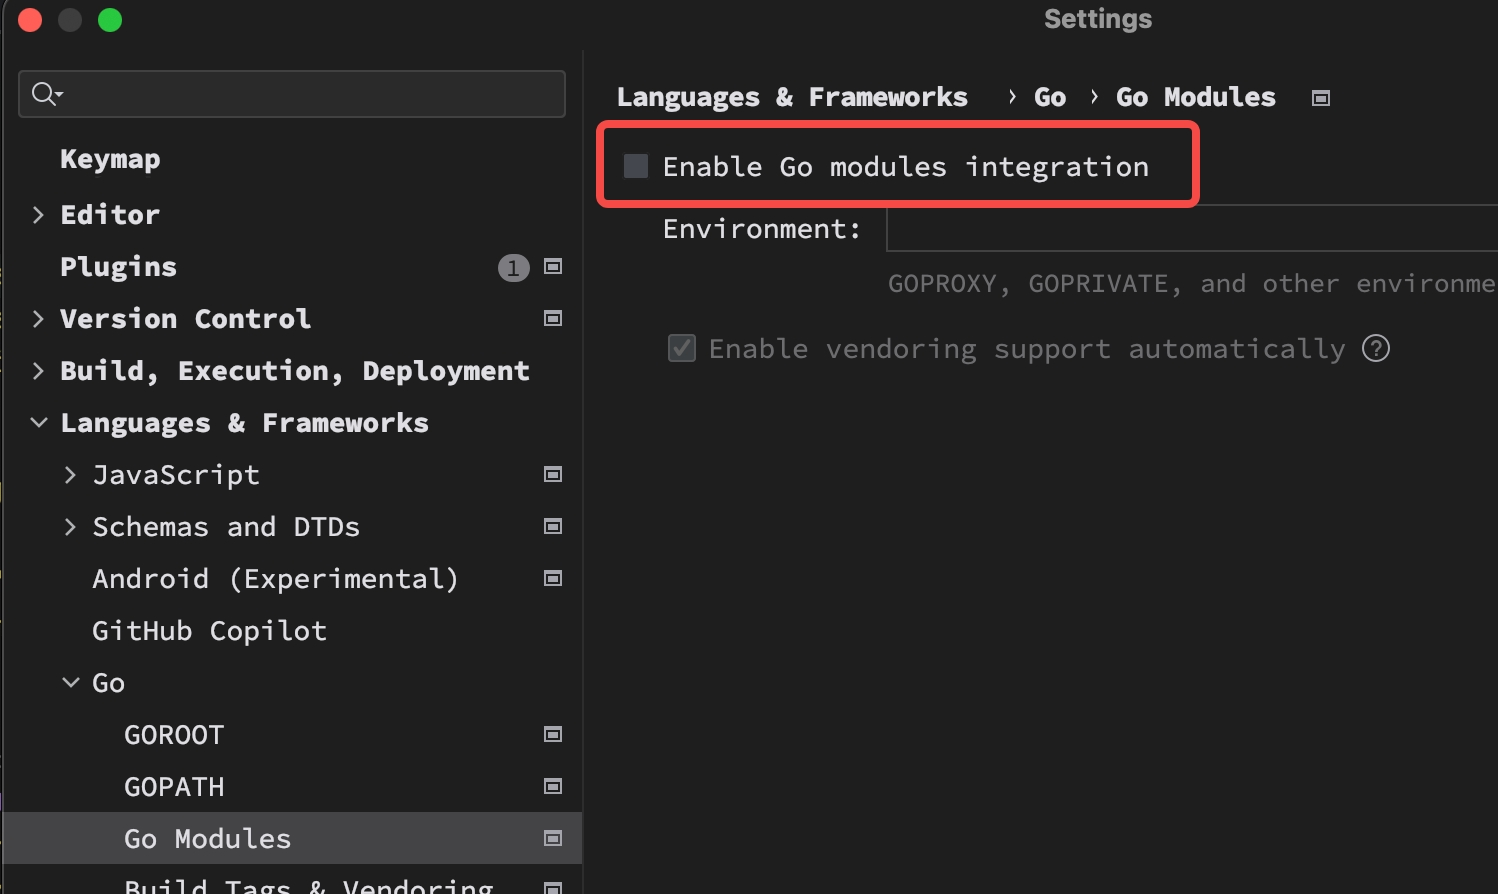 Settings
Keymap
Editor
Plugins 1
Version Control
Build, Execution, Deployment
Languages & Frameworks
JavaScript
Schemas and DTDs
Android (Experimental)
GitHub Copilot
Go
GOROOT
GOPATH
Go Modules
Build Tags & Vendoring
Languages & Frameworks › Go › Go Modules
Enable Go modules integration
Environment:
GOPROXY, GOPRIVATE, and other environme
Enable vendoring support automatically ?